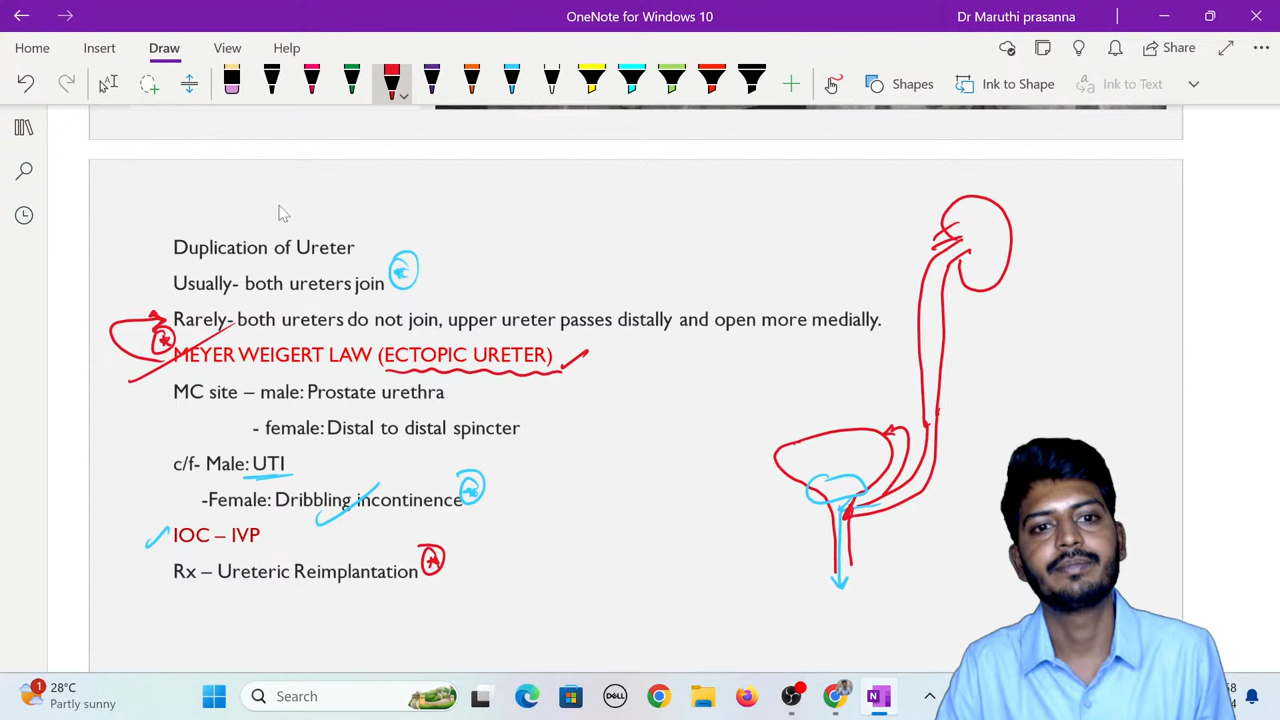 OneNote for Windows 10
Dr Maruthi prasanna
Home Insert Draw View Help
Share
Shapes
Ink to Shape
Ink to Text
Duplication of Ureter
Usually- both ureters join
Rarely- both ureters do not join, upper ureter passes distally and open more medially.
MEYER WEIGERT LAW (ECTOPIC URETER)
MC site – male: Prostate urethra
- female: Distal to distal spincter
c/f- Male: UTI
-Female: Dribbling incontinence
IOC – IVP
Rx – Ureteric Reimplantation
1
28°C
Partly sunny
Search
DELL